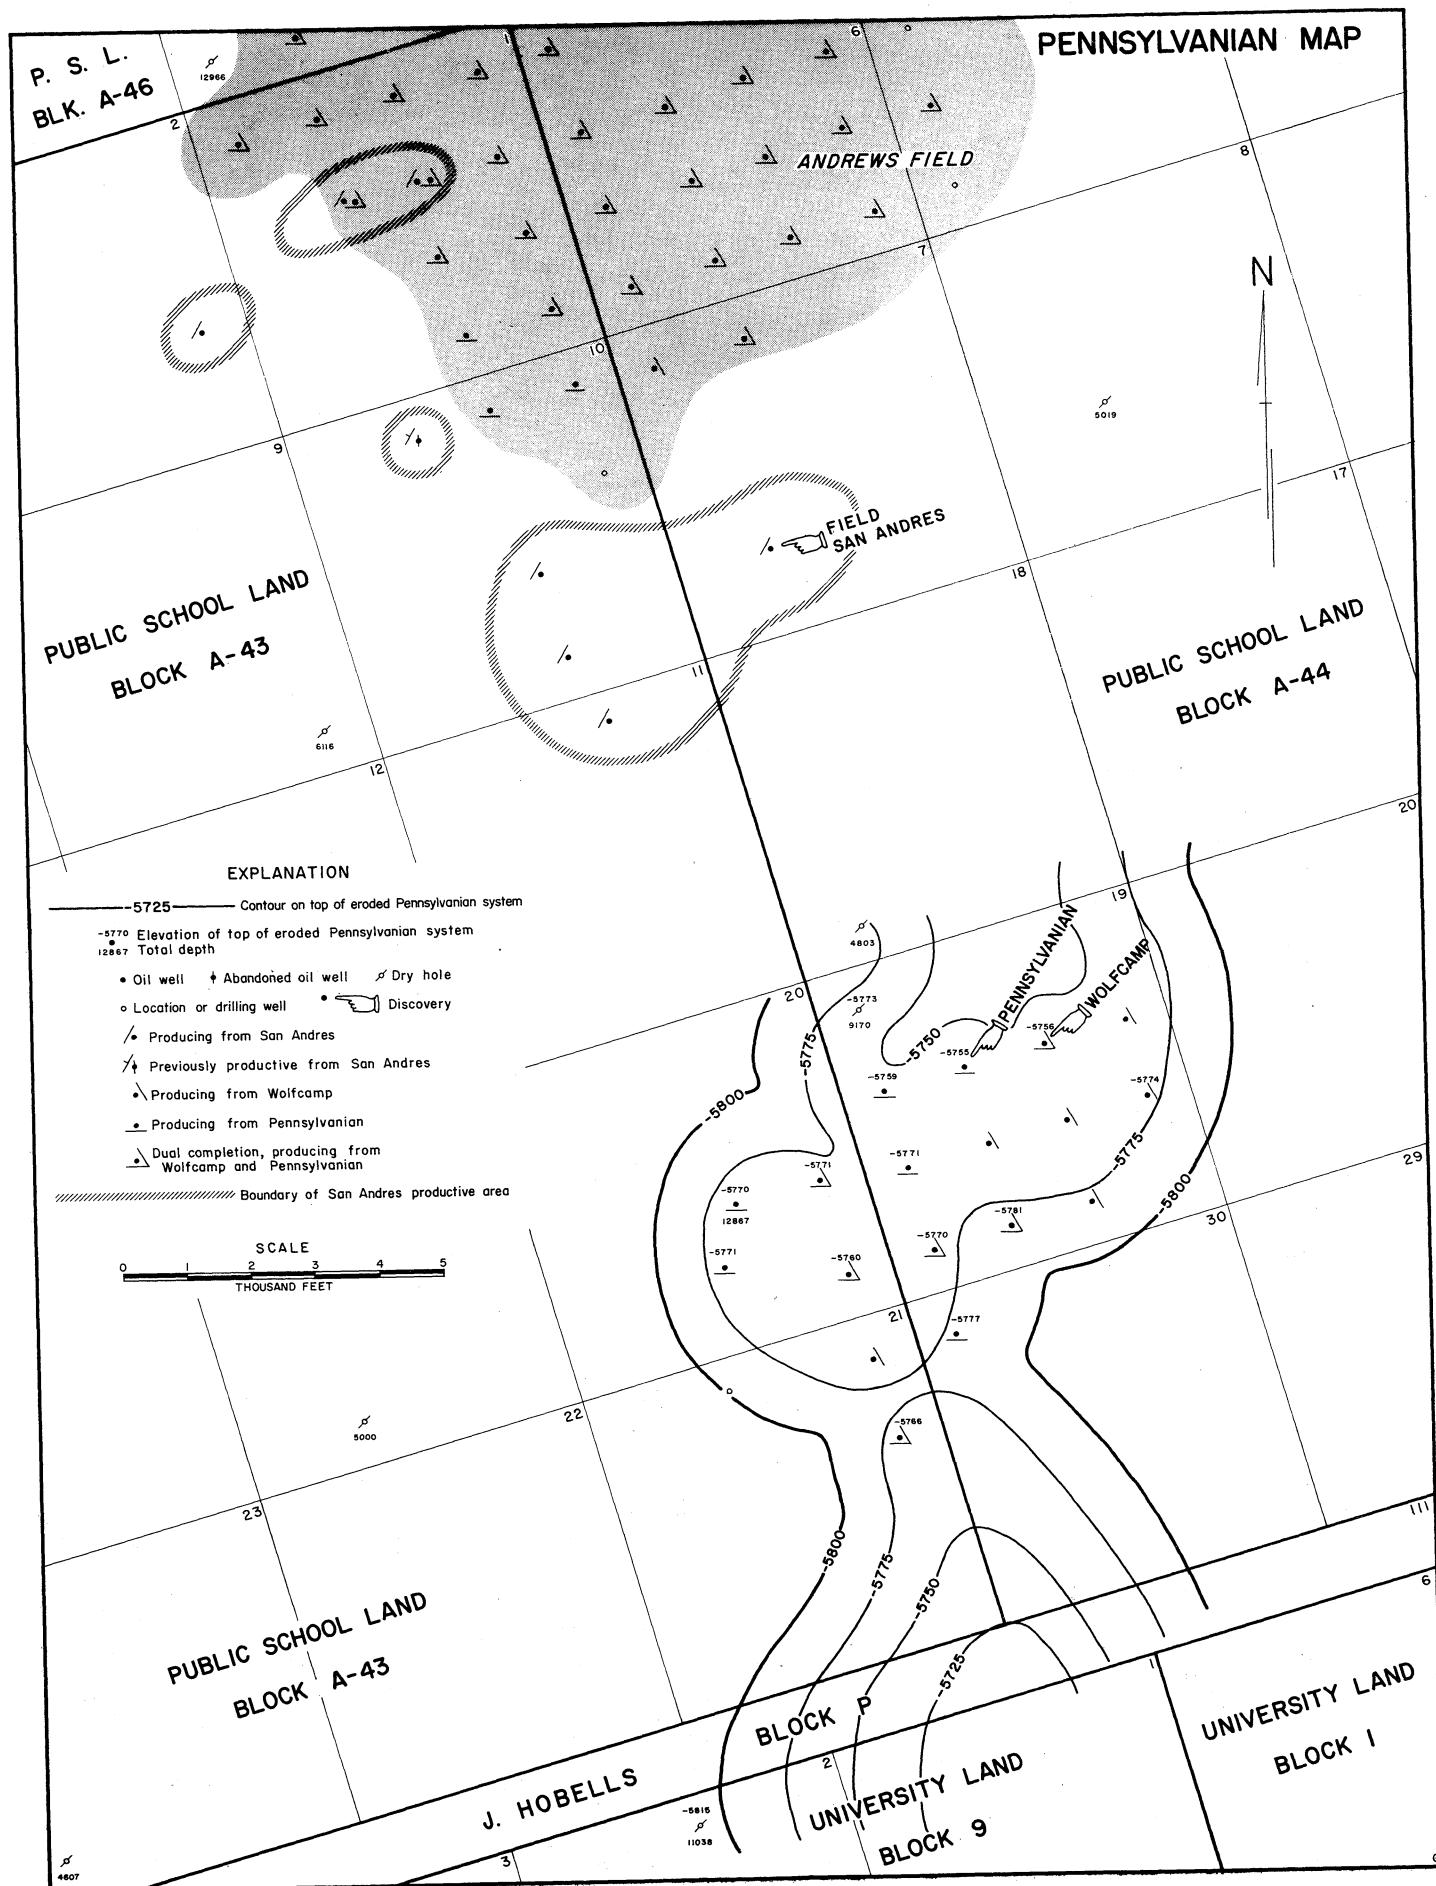 PENNSYLVANIAN MAP
P. S. L.
BLK. A-46
12966
2
1
6
8
ANDREWS FIELD
7
N
10
9
5019
17
FIELD
SAN ANDRES
18
PUBLIC SCHOOL LAND
BLOCK A-43
11
PUBLIC SCHOOL LAND
BLOCK A-44
6116
12
20
19
EXPLANATION
-5725 Contour on top of eroded Pennsylvanian system
-5770 Elevation of top of eroded Pennsylvanian system
12867 Total depth
Oil well Abandoned oil well Dry hole
Location or drilling well Discovery
Producing from San Andres
Previously productive from San Andres
Producing from Wolfcamp
Producing from Pennsylvanian
Dual completion, producing from
Wolfcamp and Pennsylvanian
Boundary of San Andres productive area
SCALE
0 1 2 3 4 5
THOUSAND FEET
4803
20
-5773
9170
PENNSYLVANIAN
WOLFCAMP
-5775
-5750
-5755
-5756
-5759
-5774
-5800
-5775
-5771
-5771
-5770
12867
-5781
-5800
29
30
-5771
-5760
-5770
21
-5777
22
5000
-5766
23
111
-5800
-5775
-5750
6
-5725
1
PUBLIC SCHOOL LAND
BLOCK A-43
BLOCK P
J. HOBELLS
2
UNIVERSITY LAND
BLOCK 9
UNIVERSITY LAND
BLOCK 1
-5815
11038
3
4607